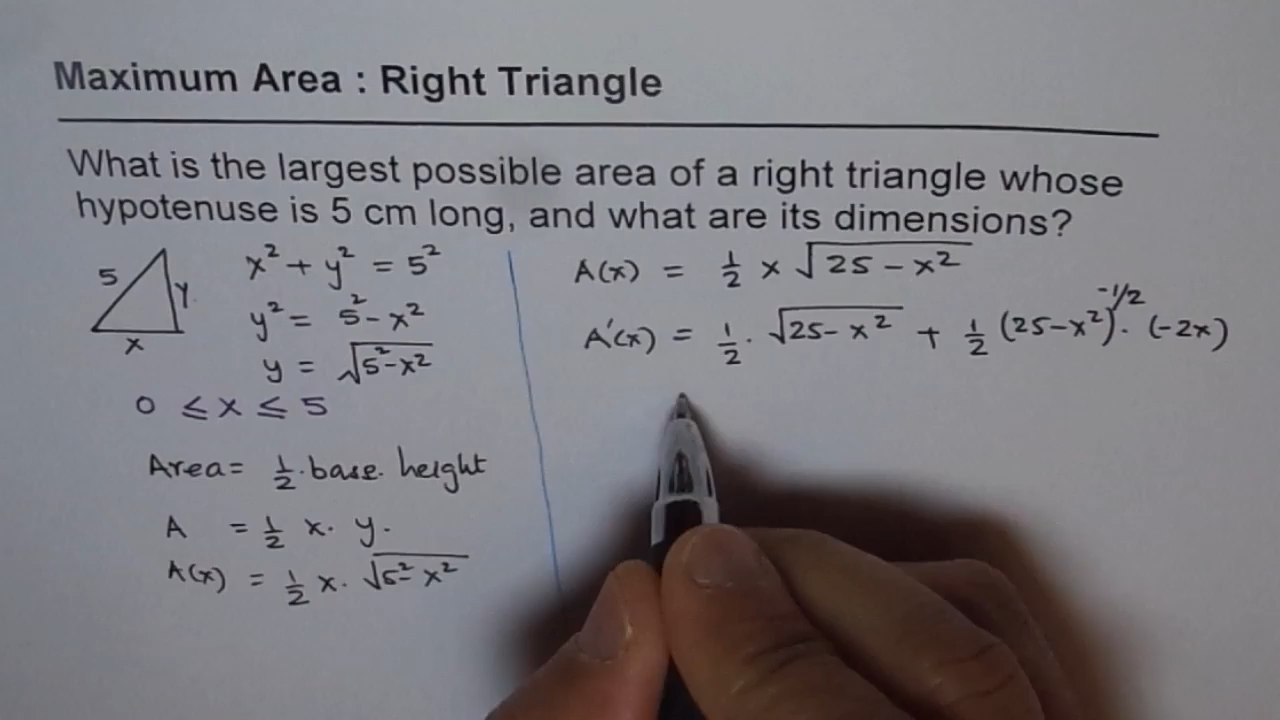 Maximum Area : Right Triangle
What is the largest possible area of a right triangle whose
hypotenuse is 5 cm long, and what are its dimensions?
5
y
x
x² + y² = 5²
y² = 5² - x²
y = √(5² - x²)
0 ≤ x ≤ 5
Area = 1/2 . base . height
A = 1/2 x . y .
A(x) = 1/2 x . √(5² - x²)
A(x) = 1/2 x √(25 - x²)
A'(x) = 1/2 . √(25 - x²) + 1/2 (25 - x²)^(-1/2) . (-2x)